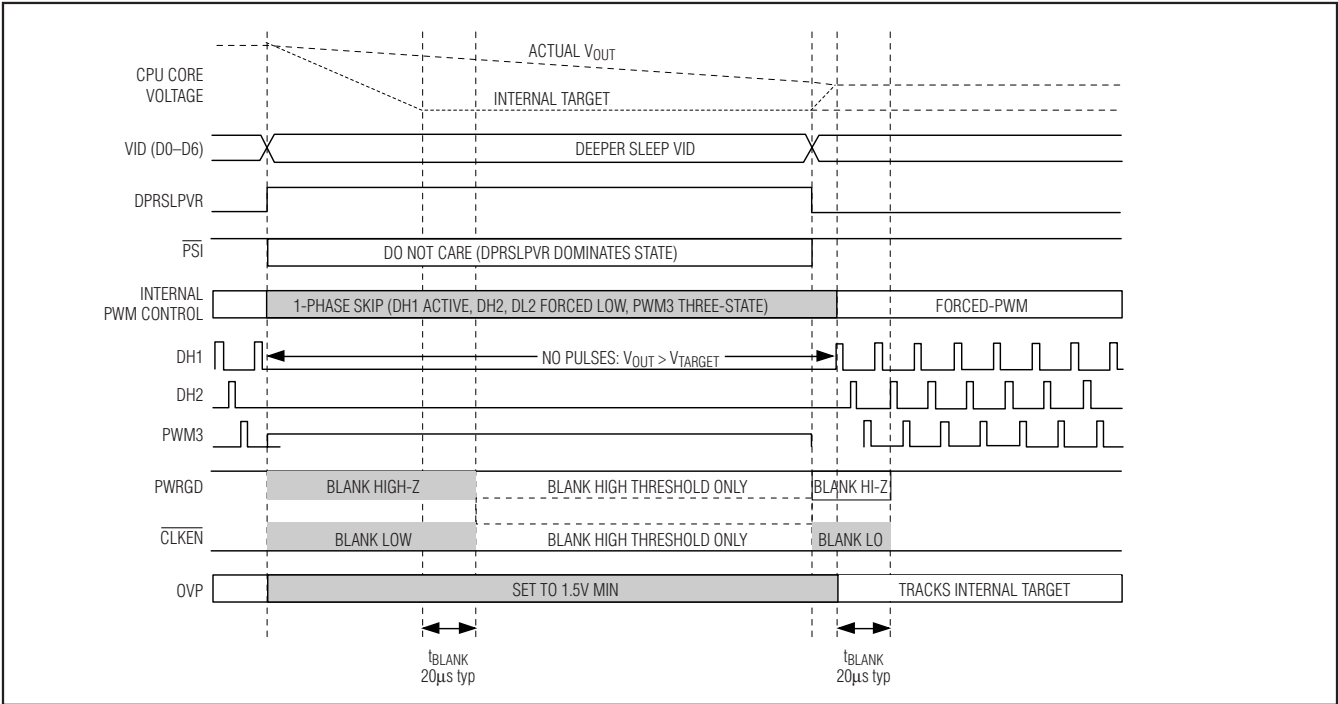 ACTUAL VOUT
CPU CORE
VOLTAGE
INTERNAL TARGET
VID (D0–D6)
DEEPER SLEEP VID
DPRSLPVR
PSI
DO NOT CARE (DPRSLPVR DOMINATES STATE)
INTERNAL
PWM CONTROL
1-PHASE SKIP (DH1 ACTIVE, DH2, DL2 FORCED LOW, PWM3 THREE-STATE)
FORCED-PWM
DH1
NO PULSES: VOUT > VTARGET
DH2
PWM3
PWRGD
BLANK HIGH-Z
BLANK HIGH THRESHOLD ONLY
BLANK HI-Z
CLKEN
BLANK LOW
BLANK HIGH THRESHOLD ONLY
BLANK LO
OVP
SET TO 1.5V MIN
TRACKS INTERNAL TARGET
tBLANK
20μs typ
tBLANK
20μs typ